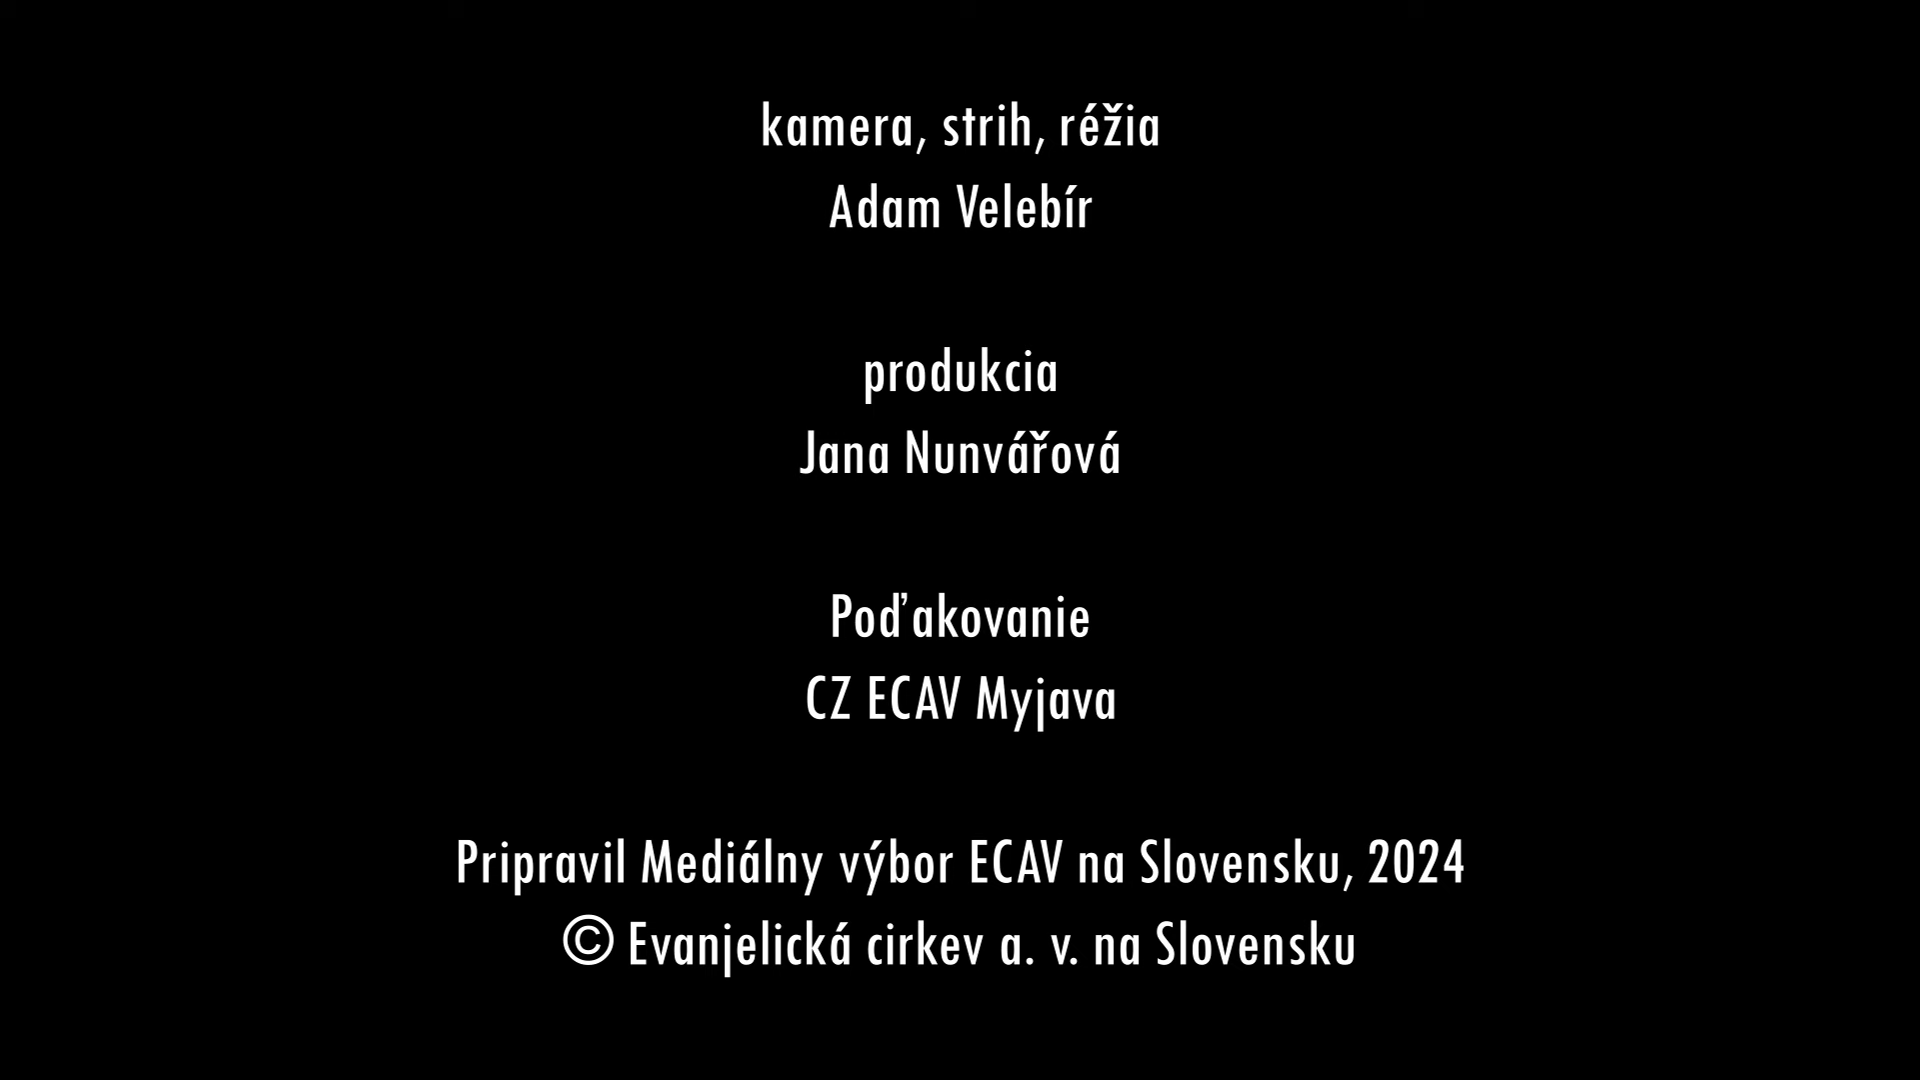 kamera, strih, réžia
Adam Velebír
produkcia
Jana Nunvářová
Poďakovanie
CZ ECAV Myjava
Pripravil Mediálny výbor ECAV na Slovensku, 2024
© Evanjelická cirkev a. v. na Slovensku